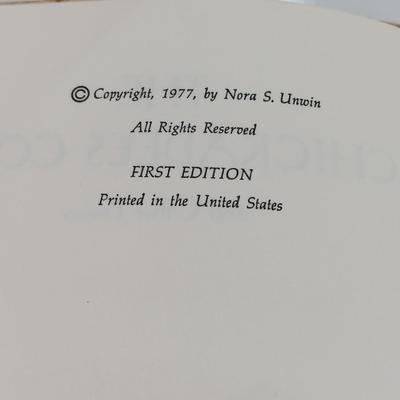 © Copyright, 1977, by Nora S. Unwin
All Rights Reserved
FIRST EDITION
Printed in the United States